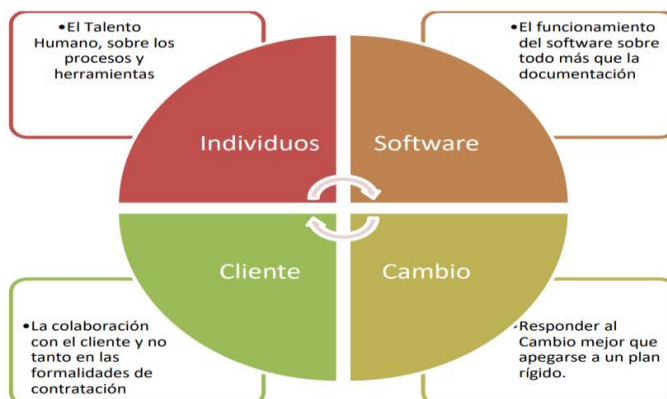 •El Talento
Humano, sobre los
procesos y
herramientas
•El funcionamiento
del software sobre
todo más que la
documentación
Individuos
Software
Cliente
Cambio
•La colaboración
con el cliente y no
tanto en las
formalidades de
contratación
•Responder al
Cambio mejor que
apegarse a un plan
rígido.